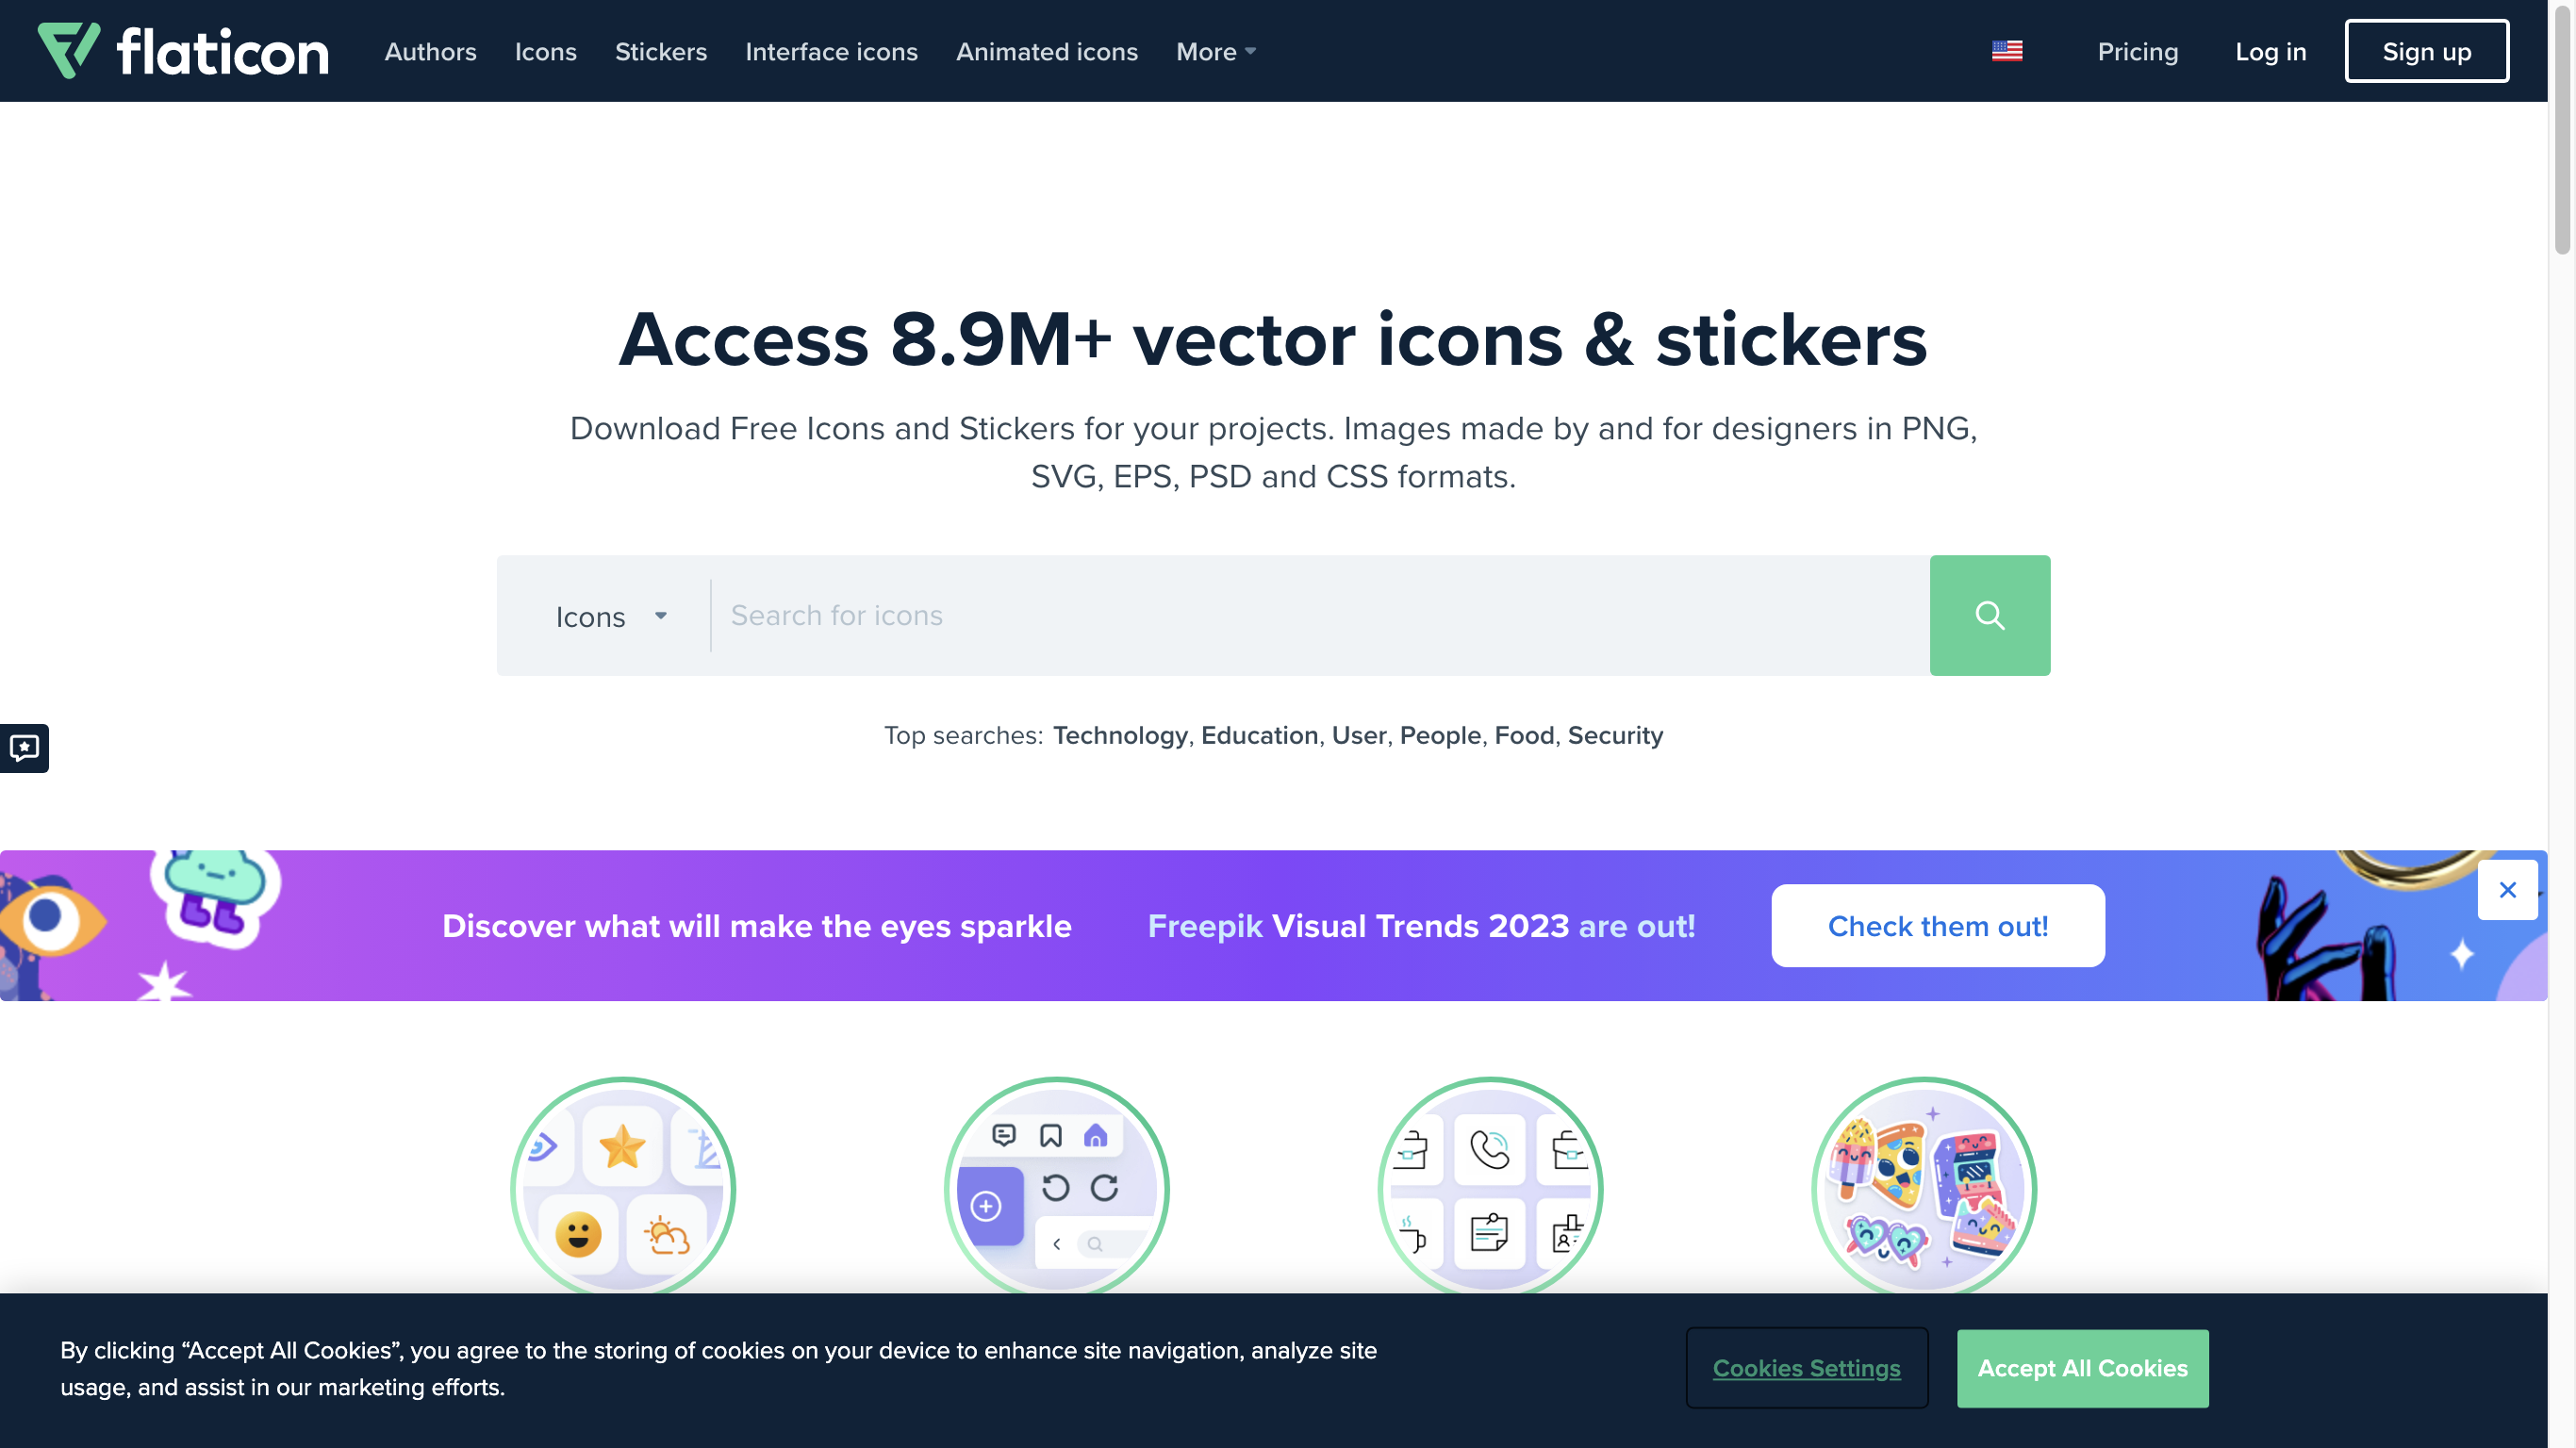 flaticon
Authors Icons Stickers Interface icons Animated icons More
Pricing Log in Sign up
Access 8.9M+ vector icons & stickers
Download Free Icons and Stickers for your projects. Images made by and for designers in PNG,
SVG, EPS, PSD and CSS formats.
Icons Search for icons
Top searches: Technology, Education, User, People, Food, Security
Discover what will make the eyes sparkle Freepik Visual Trends 2023 are out! Check them out!
By clicking “Accept All Cookies”, you agree to the storing of cookies on your device to enhance site navigation, analyze site
usage, and assist in our marketing efforts.
Cookies Settings Accept All Cookies